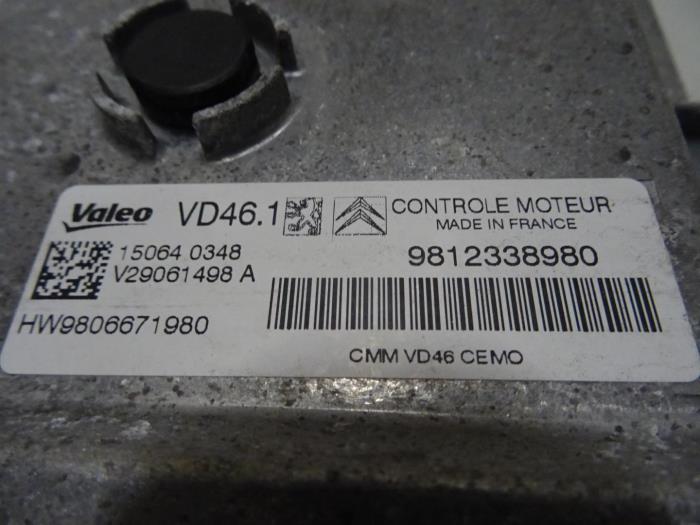 Valeo VD46.1 CONTROLE MOTEUR
MADE IN FRANCE
15064 0348
V29061498 A
9812338980
HW9806671980
CMM VD46 CEMO